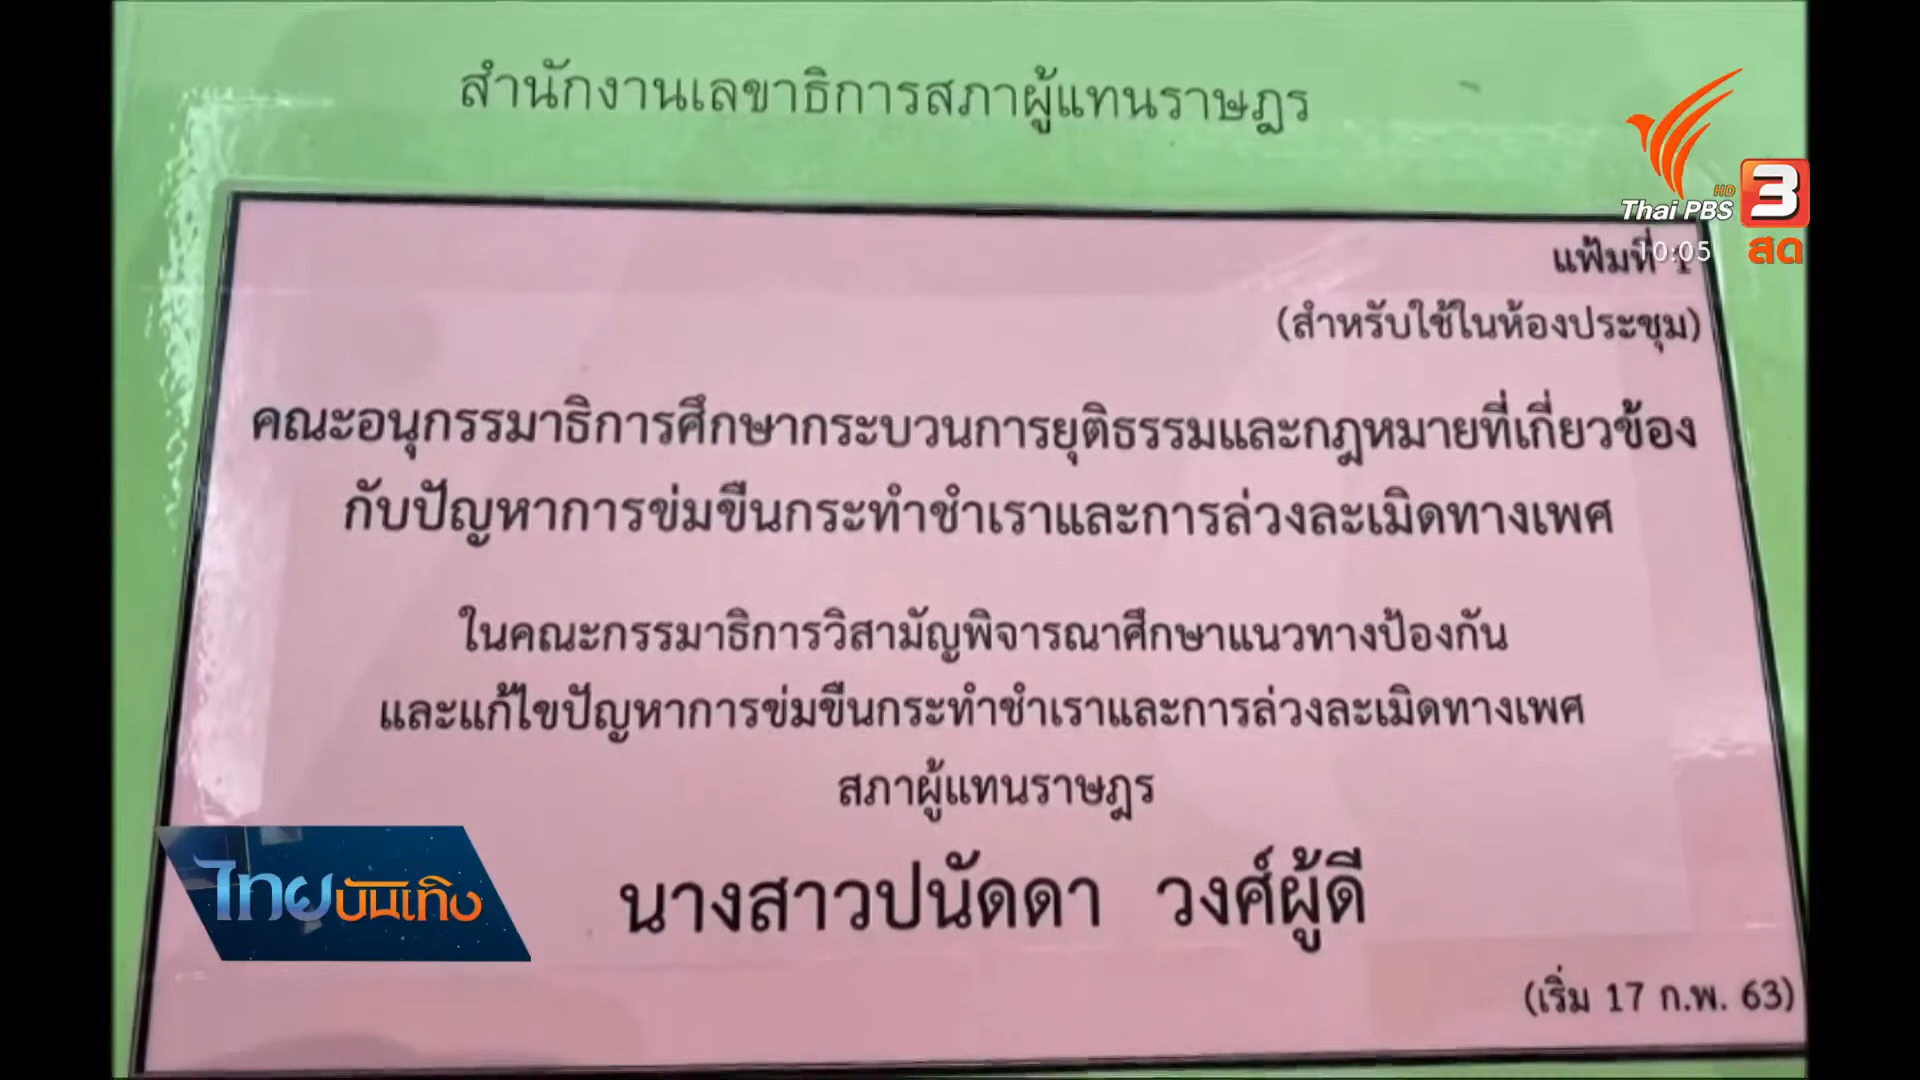 สำนักงานเลขาธิการสภาผู้แทนราษฎร
Thai PBS
HD
3
10:05
สด
แฟ้มที่ 1
(สำหรับใช้ในห้องประชุม)
คณะอนุกรรมาธิการศึกษากระบวนการยุติธรรมและกฎหมายที่เกี่ยวข้อง
กับปัญหาการข่มขืนกระทำชำเราและการล่วงละเมิดทางเพศ
ในคณะกรรมาธิการวิสามัญพิจารณาศึกษาแนวทางป้องกัน
และแก้ไขปัญหาการข่มขืนกระทำชำเราและการล่วงละเมิดทางเพศ
สภาผู้แทนราษฎร
นางสาวปนัดดา วงศ์ผู้ดี
ไทยบันเทิง
(เริ่ม 17 ก.พ. 63)